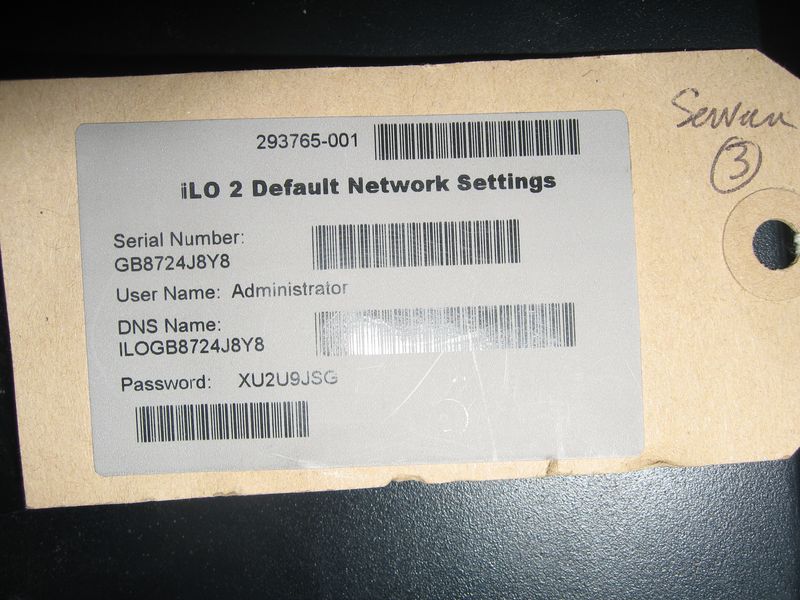 293765-001
iLO 2 Default Network Settings
Serial Number:
GB8724J8Y8
User Name: Administrator
DNS Name:
ILOGB8724J8Y8
Password: XU2U9JSG
3